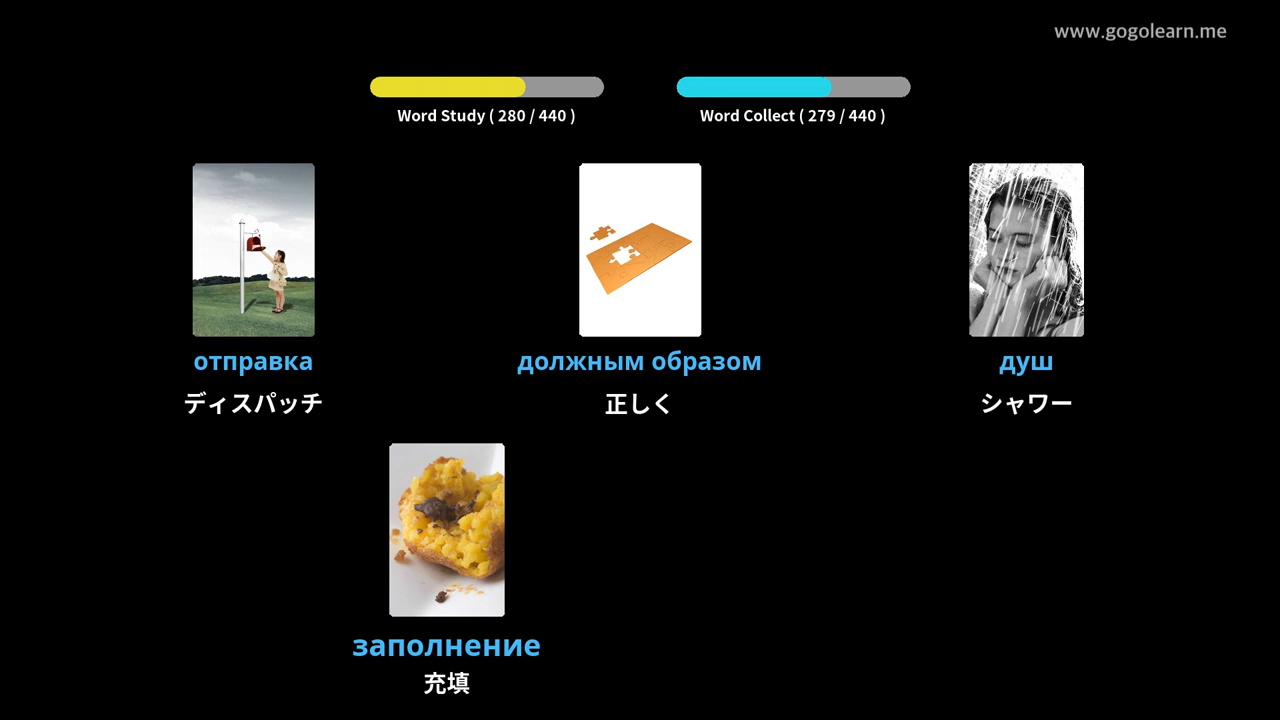 www.gogolearn.me
Word Study ( 280 / 440 )
Word Collect ( 279 / 440 )
отправка
должным образом
душ
ディスパッチ
正しく
シャワー
заполнение
充填